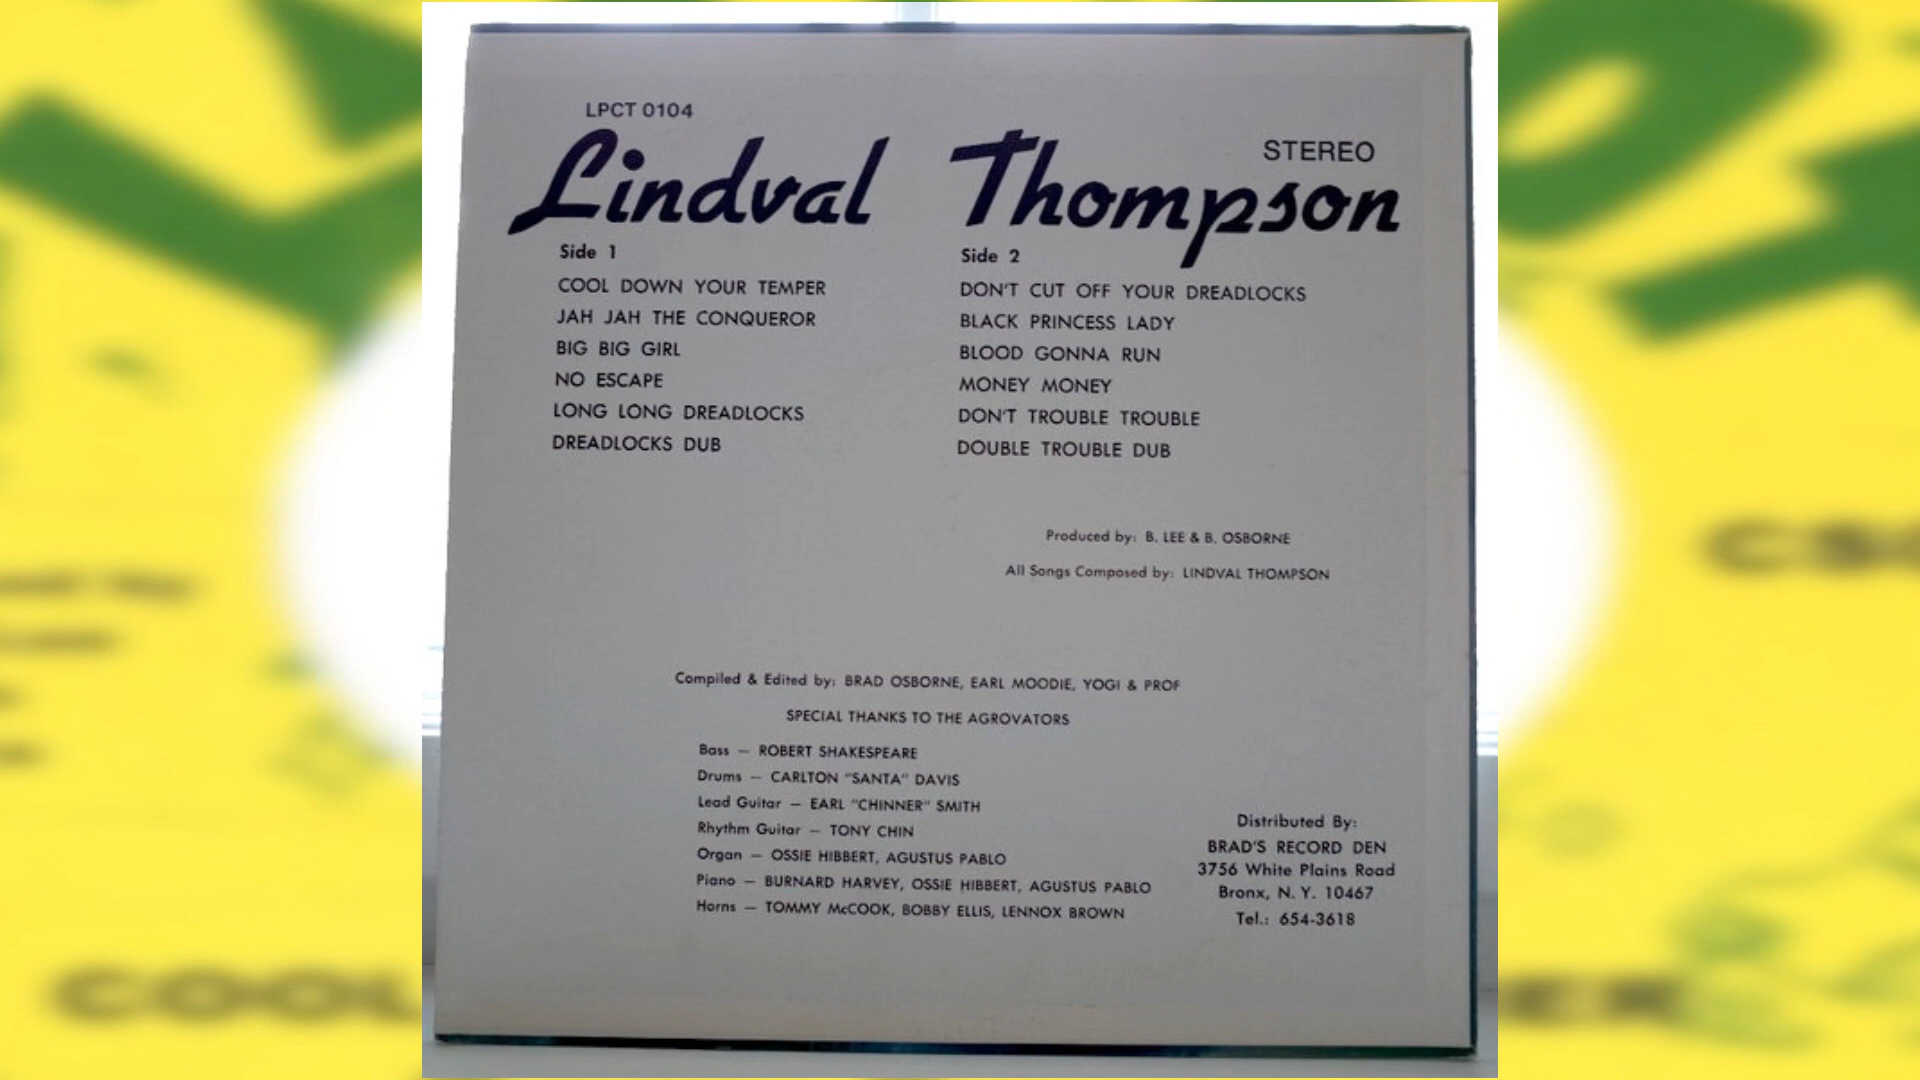 LPCT 0104
STEREO
Lindval Thompson
Side 1
COOL DOWN YOUR TEMPER
JAH JAH THE CONQUEROR
BIG BIG GIRL
NO ESCAPE
LONG LONG DREADLOCKS
DREADLOCKS DUB
Side 2
DON'T CUT OFF YOUR DREADLOCKS
BLACK PRINCESS LADY
BLOOD GONNA RUN
MONEY MONEY
DON'T TROUBLE TROUBLE
DOUBLE TROUBLE DUB
Produced by: B. LEE & B. OSBORNE
All Songs Composed by: LINDVAL THOMPSON
Compiled & Edited by: BRAD OSBORNE, EARL MOODIE, YOGI & PROF
SPECIAL THANKS TO THE AGROVATORS
Bass — ROBERT SHAKESPEARE
Drums — CARLTON "SANTA" DAVIS
Lead Guitar — EARL "CHINNER" SMITH
Rhythm Guitar — TONY CHIN
Organ — OSSIE HIBBERT, AGUSTUS PABLO
Piano — BURNARD HARVEY, OSSIE HIBBERT, AGUSTUS PABLO
Horns — TOMMY McCOOK, BOBBY ELLIS, LENNOX BROWN
Distributed By:
BRAD'S RECORD DEN
3756 White Plains Road
Bronx, N. Y. 10467
Tel.: 654-3618
COOL